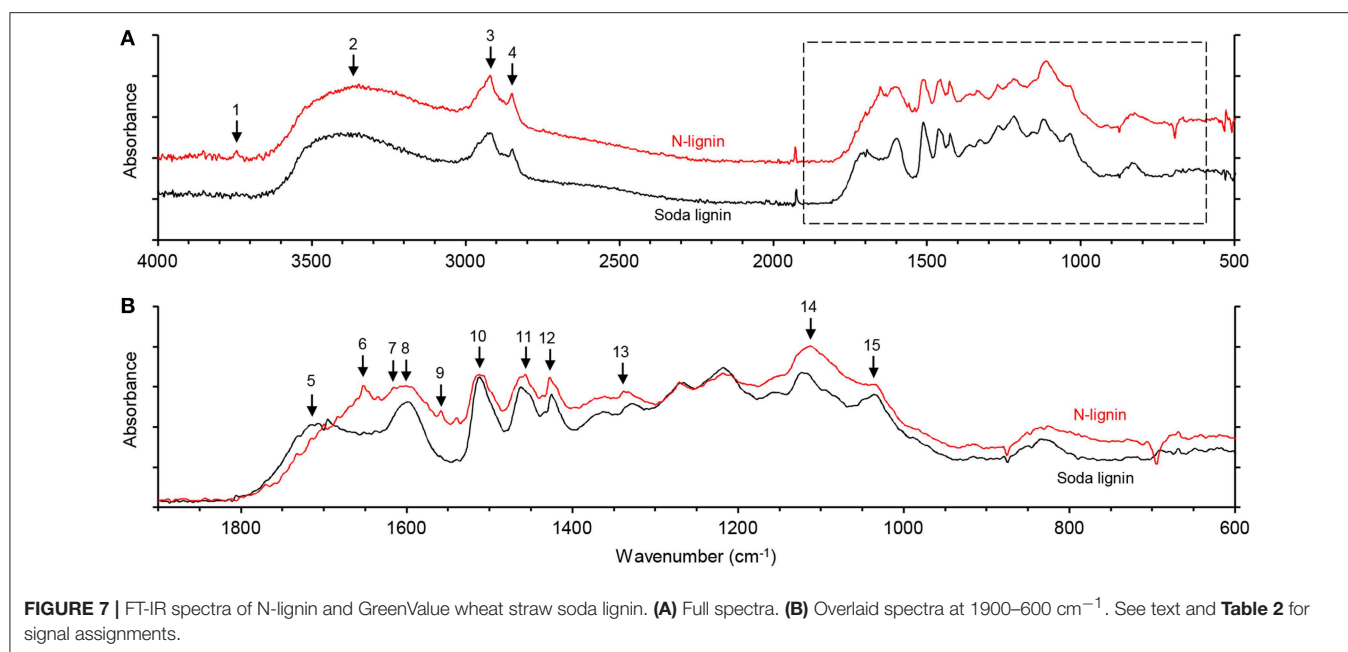 A
1
2
3
4
Absorbance
N-lignin
Soda lignin
4000 3500 3000 2500 2000 1500 1000 500
B
5
6
7
8
9
10
11
12
13
14
15
Absorbance
N-lignin
Soda lignin
1800 1600 1400 1200 1000 800 600
Wavenumber (cm⁻¹)
FIGURE 7 | FT-IR spectra of N-lignin and GreenValue wheat straw soda lignin. (A) Full spectra. (B) Overlaid spectra at 1900–600 cm⁻¹. See text and Table 2 for
signal assignments.